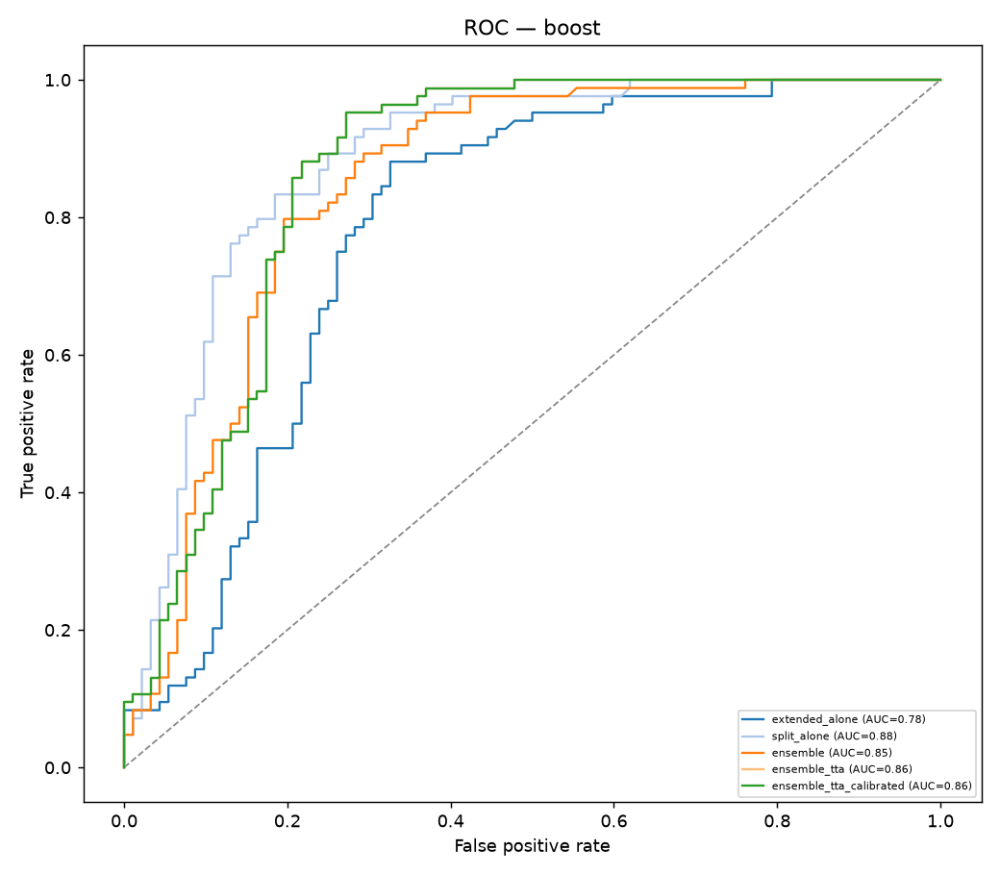 ROC — boost
True positive rate
1.0
0.8
0.6
0.4
0.2
0.0
0.0 0.2 0.4 0.6 0.8 1.0
False positive rate
extended_alone (AUC=0.78)
split_alone (AUC=0.88)
ensemble (AUC=0.85)
ensemble_tta (AUC=0.86)
ensemble_tta_calibrated (AUC=0.86)